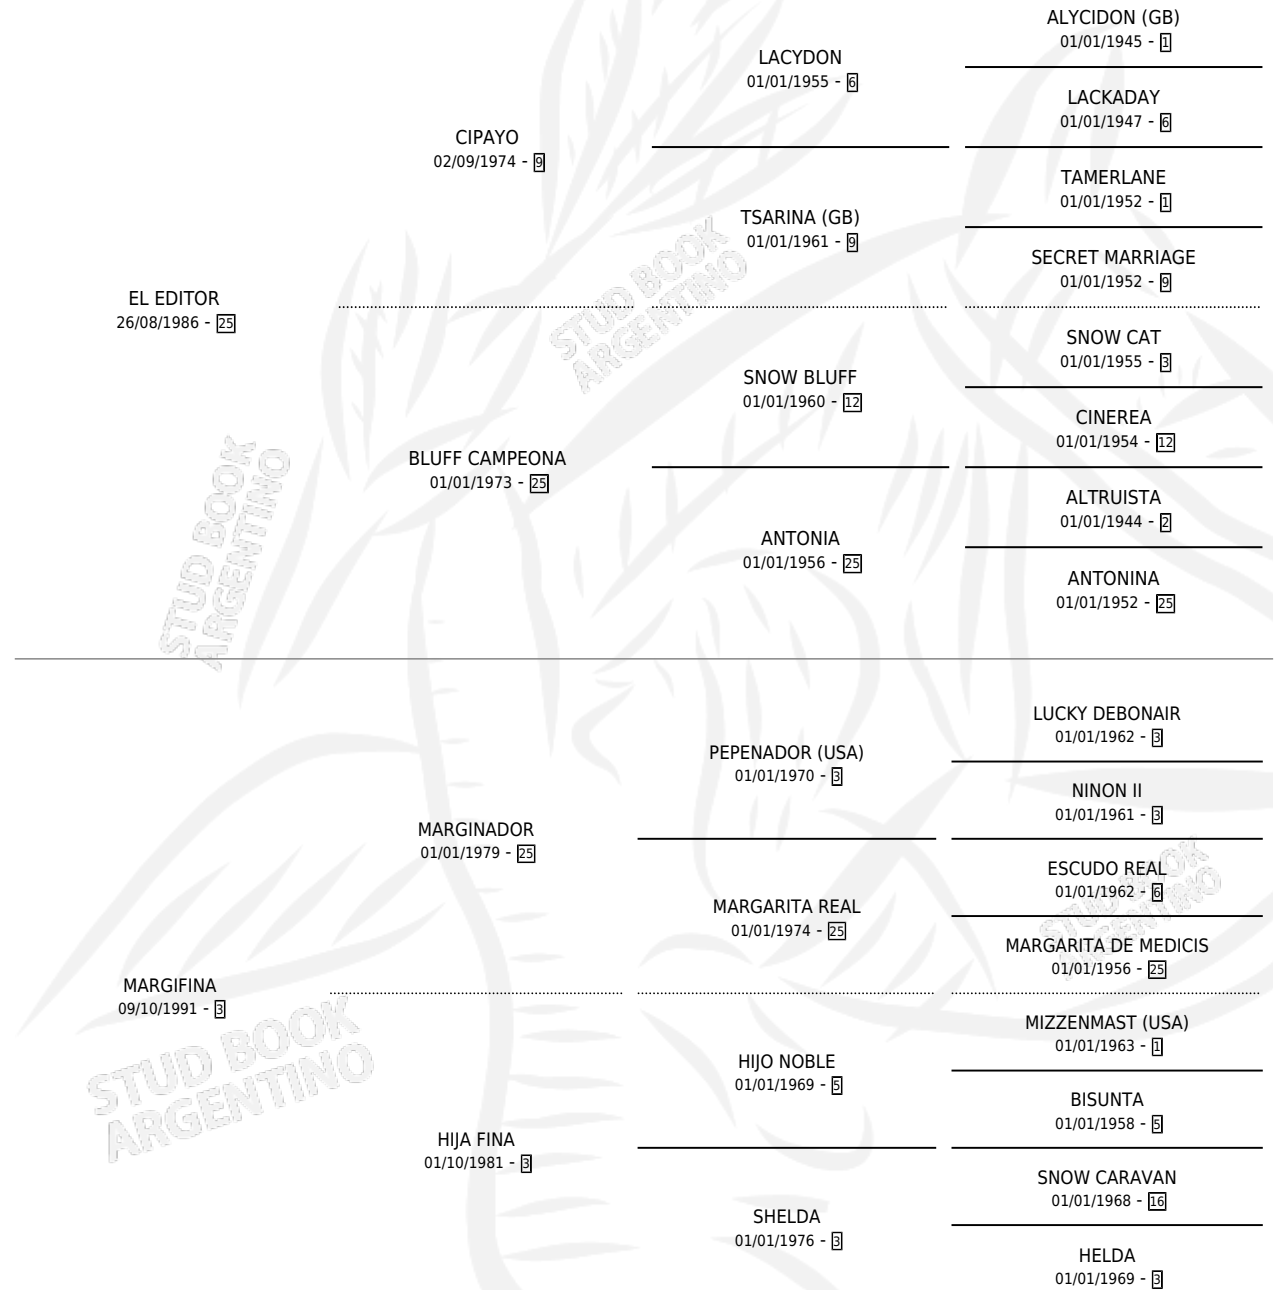 ALYCIDON (GB)
01/01/1945 - 1
LACYDON
01/01/1955 - 6
LACKADAY
01/01/1947 - 6
CIPAYO
02/09/1974 - 9
TAMERLANE
01/01/1952 - 1
TSARINA (GB)
01/01/1961 - 9
SECRET MARRIAGE
01/01/1952 - 9
EL EDITOR
26/08/1986 - 25
SNOW CAT
01/01/1955 - 3
SNOW BLUFF
01/01/1960 - 12
CINEREA
01/01/1954 - 12
BLUFF CAMPEONA
01/01/1973 - 25
ALTRUISTA
01/01/1944 - 2
ANTONIA
01/01/1956 - 25
ANTONINA
01/01/1952 - 25
LUCKY DEBONAIR
01/01/1962 - 3
PEPENADOR (USA)
01/01/1970 - 3
NINON II
01/01/1961 - 3
MARGINADOR
01/01/1979 - 25
ESCUDO REAL
01/01/1962 - 6
MARGARITA REAL
01/01/1974 - 25
MARGARITA DE MEDICIS
01/01/1956 - 25
MARGIFINA
09/10/1991 - 3
MIZZENMAST (USA)
01/01/1963 - 1
HIJO NOBLE
01/01/1969 - 5
BISUNTA
01/01/1958 - 5
HIJA FINA
01/10/1981 - 3
SNOW CARAVAN
01/01/1968 - 16
SHELDA
01/01/1976 - 3
HELDA
01/01/1969 - 3
STUD BOOK
ARGENTINO
STUD BOOK
ARGENTINO
STUD BOOK
ARGENTINO
STUD BOOK
ARGENTINO